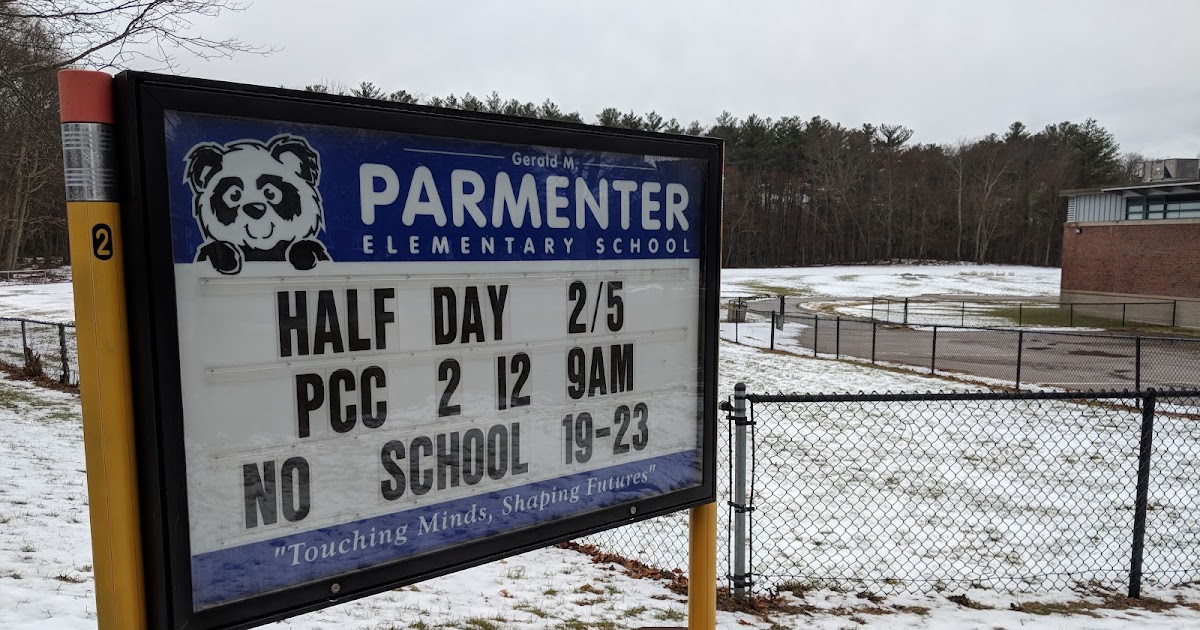 2
Gerald M.
PARMENTER
ELEMENTARY SCHOOL
HALF DAY 2/5
PCC 2 12 9AM
NO SCHOOL 19-23
"Touching Minds, Shaping Futures"